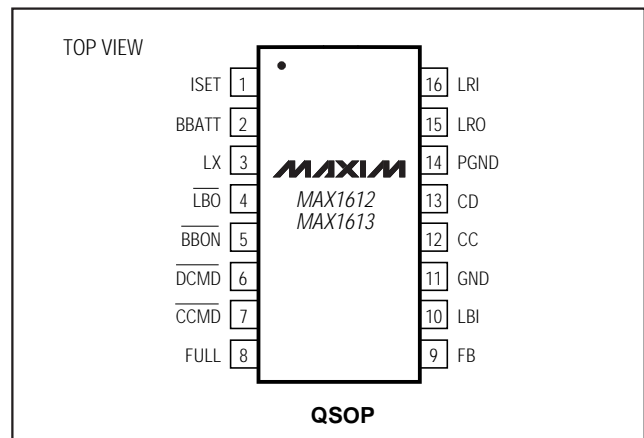 TOP VIEW
ISET 1
BBATT 2
LX 3
LBO 4
BBON 5
DCMD 6
CCMD 7
FULL 8
MAXIM
MAX1612
MAX1613
16 LRI
15 LRO
14 PGND
13 CD
12 CC
11 GND
10 LBI
9 FB
QSOP